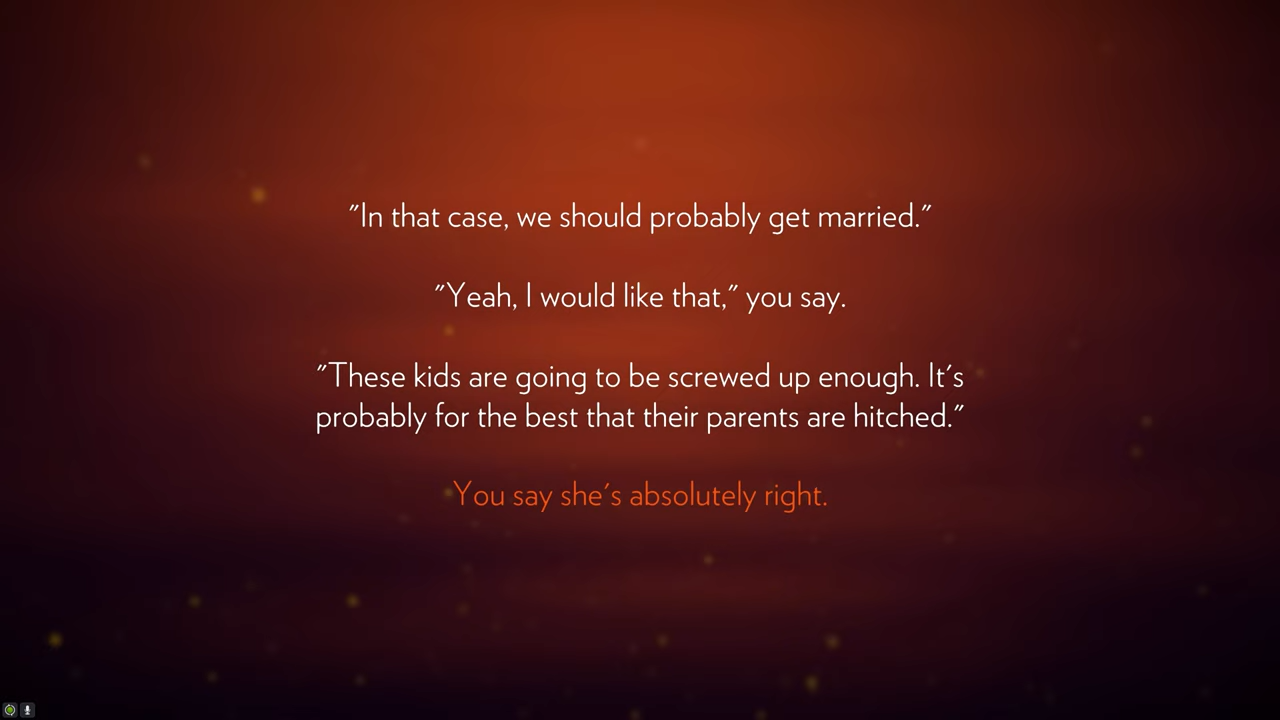 "In that case, we should probably get married."
"Yeah, I would like that," you say.
"These kids are going to be screwed up enough. It's
probably for the best that their parents are hitched."
You say she's absolutely right.